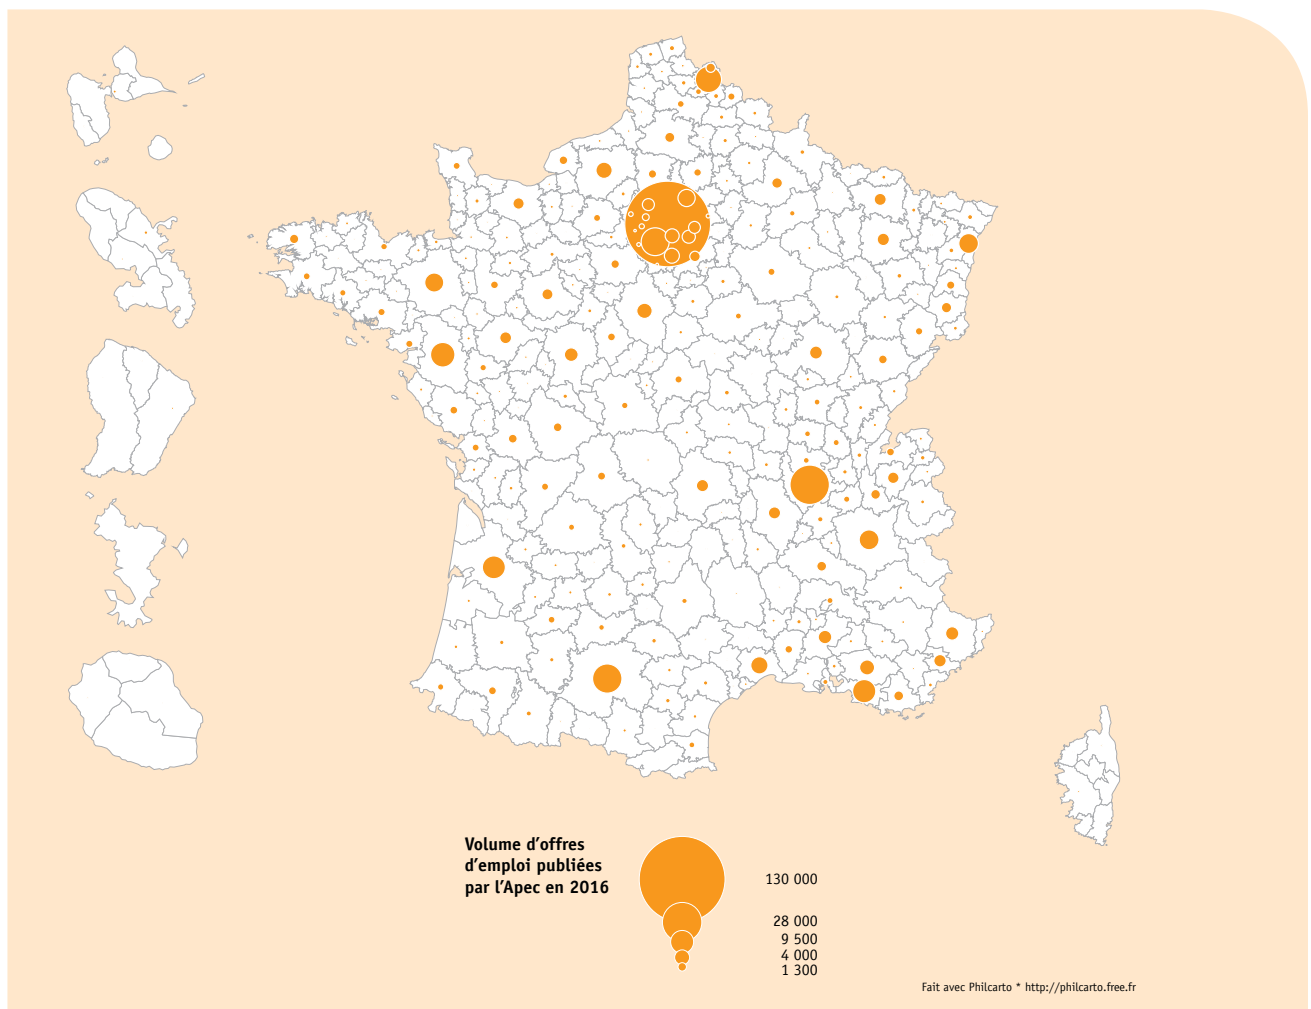 Volume d’offres
d’emploi publiées
par l’Apec en 2016
130 000
28 000
9 500
4 000
1 300
Fait avec Philcarto * http://philcarto.free.fr